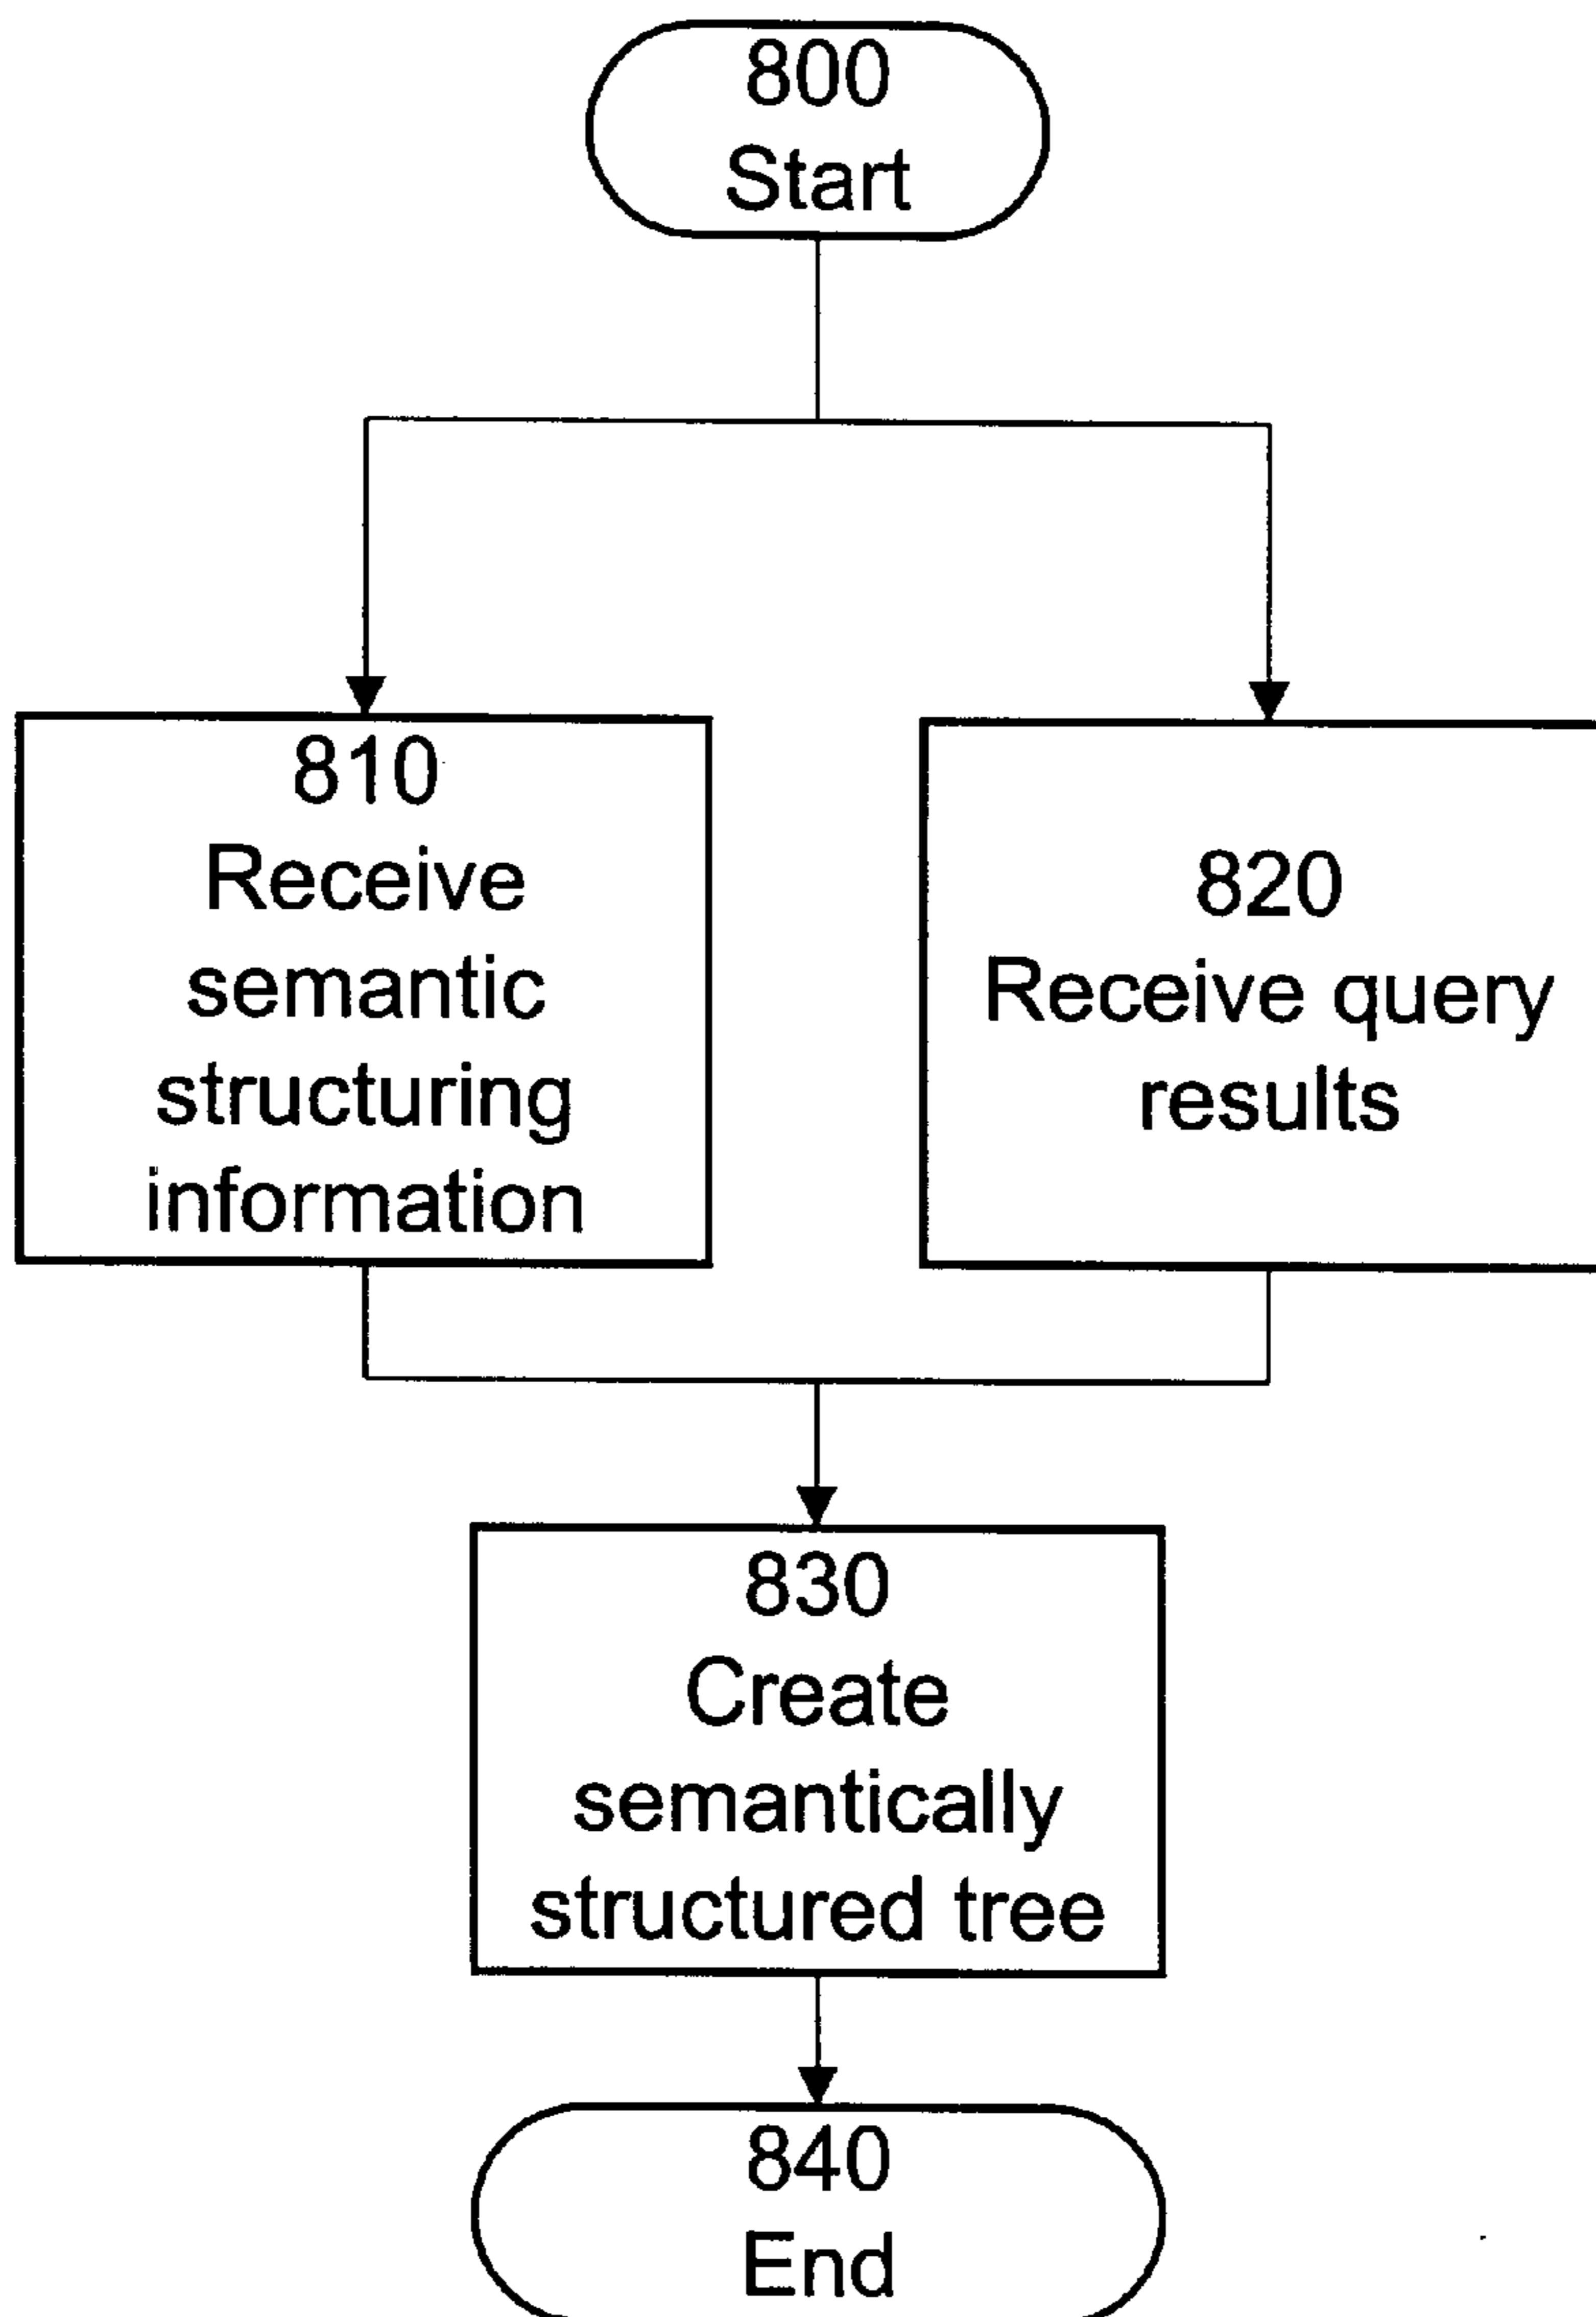 800
Start
810
Receive
semantic
structuring
information
820
Receive query
results
830
Create
semantically
structured tree
840
End